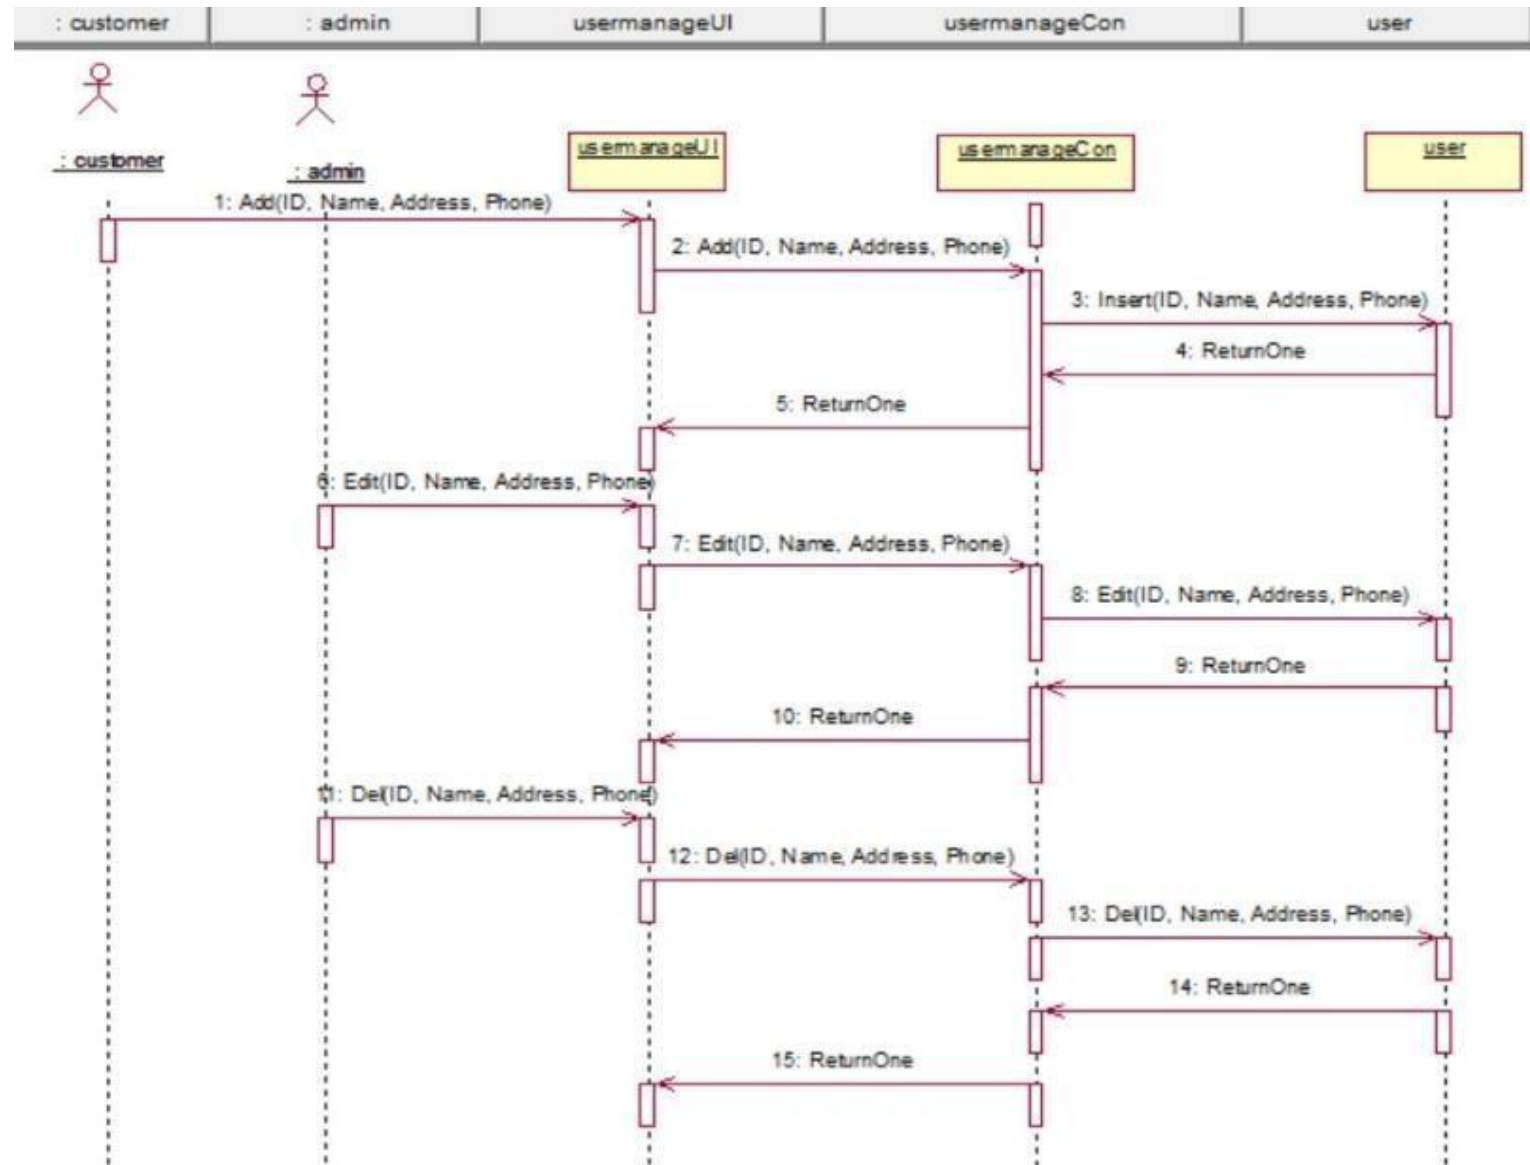 : customer
: admin
usermanageUI
usermanageCon
user
: customer
: admin
usermanageUI
usermanageCon
user
1: Add(ID, Name, Address, Phone)
2: Add(ID, Name, Address, Phone)
3: Insert(ID, Name, Address, Phone)
4: ReturnOne
5: ReturnOne
6: Edit(ID, Name, Address, Phone)
7: Edit(ID, Name, Address, Phone)
8: Edit(ID, Name, Address, Phone)
9: ReturnOne
10: ReturnOne
11: Del(ID, Name, Address, Phone)
12: Del(ID, Name, Address, Phone)
13: Del(ID, Name, Address, Phone)
14: ReturnOne
15: ReturnOne